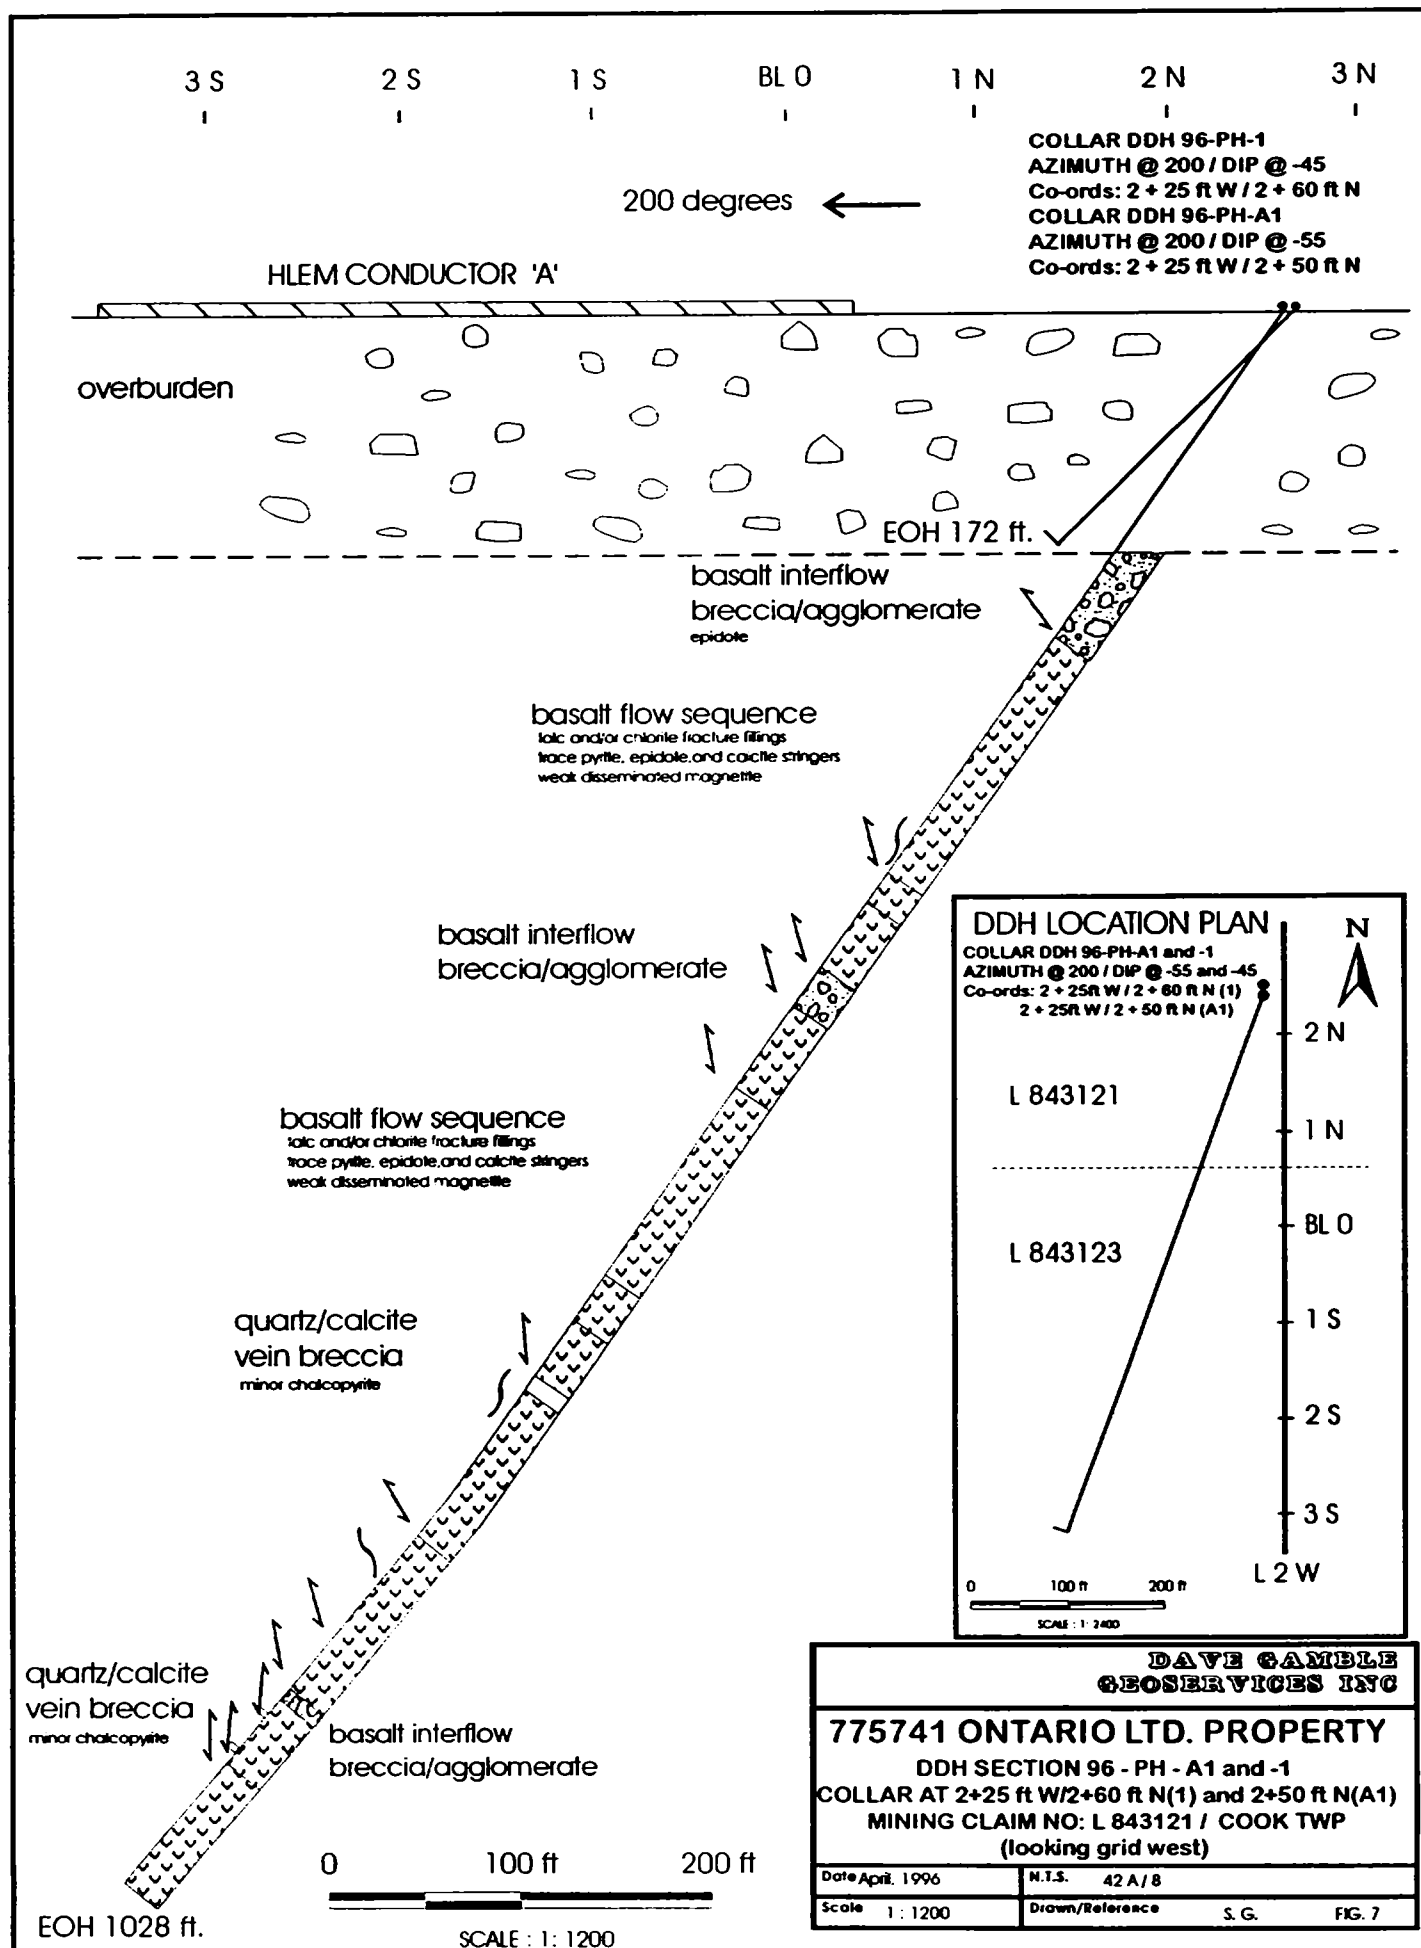 3 S 2 S 1 S BL 0 1 N 2 N 3 N
COLLAR DDH 96-PH-1
AZIMUTH @ 200 / DIP @ -45
Co-ords: 2 + 25 ft W / 2 + 60 ft N
COLLAR DDH 96-PH-A1
AZIMUTH @ 200 / DIP @ -55
Co-ords: 2 + 25 ft W / 2 + 50 ft N
200 degrees
HLEM CONDUCTOR 'A'
overburden
EOH 172 ft.
basalt interflow
breccia/agglomerate
epidote
basalt flow sequence
talc and/or chlorite fracture fillings
trace pyrite, epidote, and calcite stringers
weak disseminated magnetite
basalt interflow
breccia/agglomerate
basalt flow sequence
talc and/or chlorite fracture fillings
trace pyrite, epidote, and calcite stringers
weak disseminated magnetite
quartz/calcite
vein breccia
minor chalcopyrite
quartz/calcite
vein breccia
minor chalcopyrite
basalt interflow
breccia/agglomerate
EOH 1028 ft.
0 100 ft 200 ft
SCALE : 1: 1200
DDH LOCATION PLAN
COLLAR DDH 96-PH-A1 and -1
AZIMUTH @ 200 / DIP @ -55 and -45
Co-ords: 2 + 25ft W / 2 + 60 ft N (1)
2 + 25ft W / 2 + 50 ft N (A1)
N
2 N
L 843121
1 N
BL 0
L 843123
1 S
2 S
3 S
L 2 W
0 100 ft 200 ft
SCALE : 1: 2400
DAVE GAMBLE
GEOSERVICES INC
775741 ONTARIO LTD. PROPERTY
DDH SECTION 96 - PH - A1 and -1
COLLAR AT 2+25 ft W/2+60 ft N(1) and 2+50 ft N(A1)
MINING CLAIM NO: L 843121 / COOK TWP
(looking grid west)
Date April, 1996 N.T.S. 42 A / 8
Scale 1 : 1200 Drawn/Reference S. G. FIG. 7